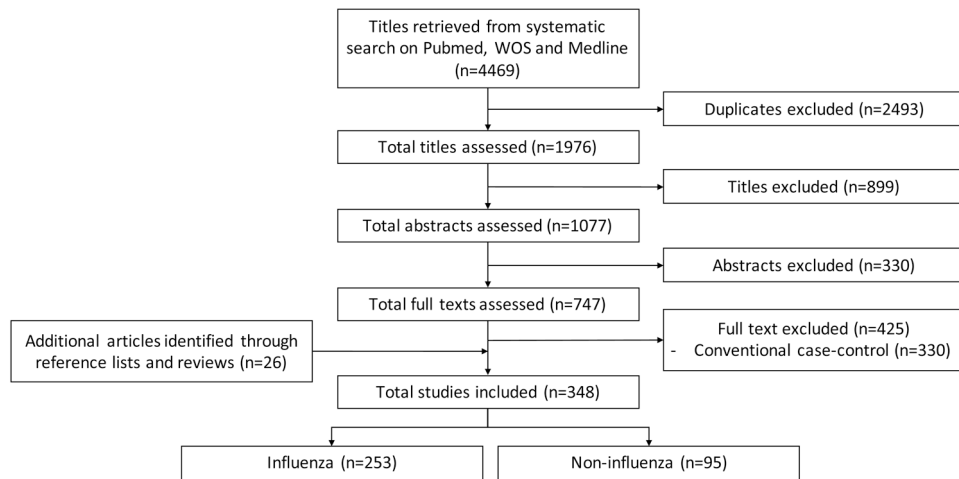 Titles retrieved from systematic
search on Pubmed, WOS and Medline
(n=4469)
Duplicates excluded (n=2493)
Total titles assessed (n=1976)
Titles excluded (n=899)
Total abstracts assessed (n=1077)
Abstracts excluded (n=330)
Total full texts assessed (n=747)
Additional articles identified through
reference lists and reviews (n=26)
Full text excluded (n=425)
- Conventional case-control (n=330)
Total studies included (n=348)
Influenza (n=253)
Non-influenza (n=95)